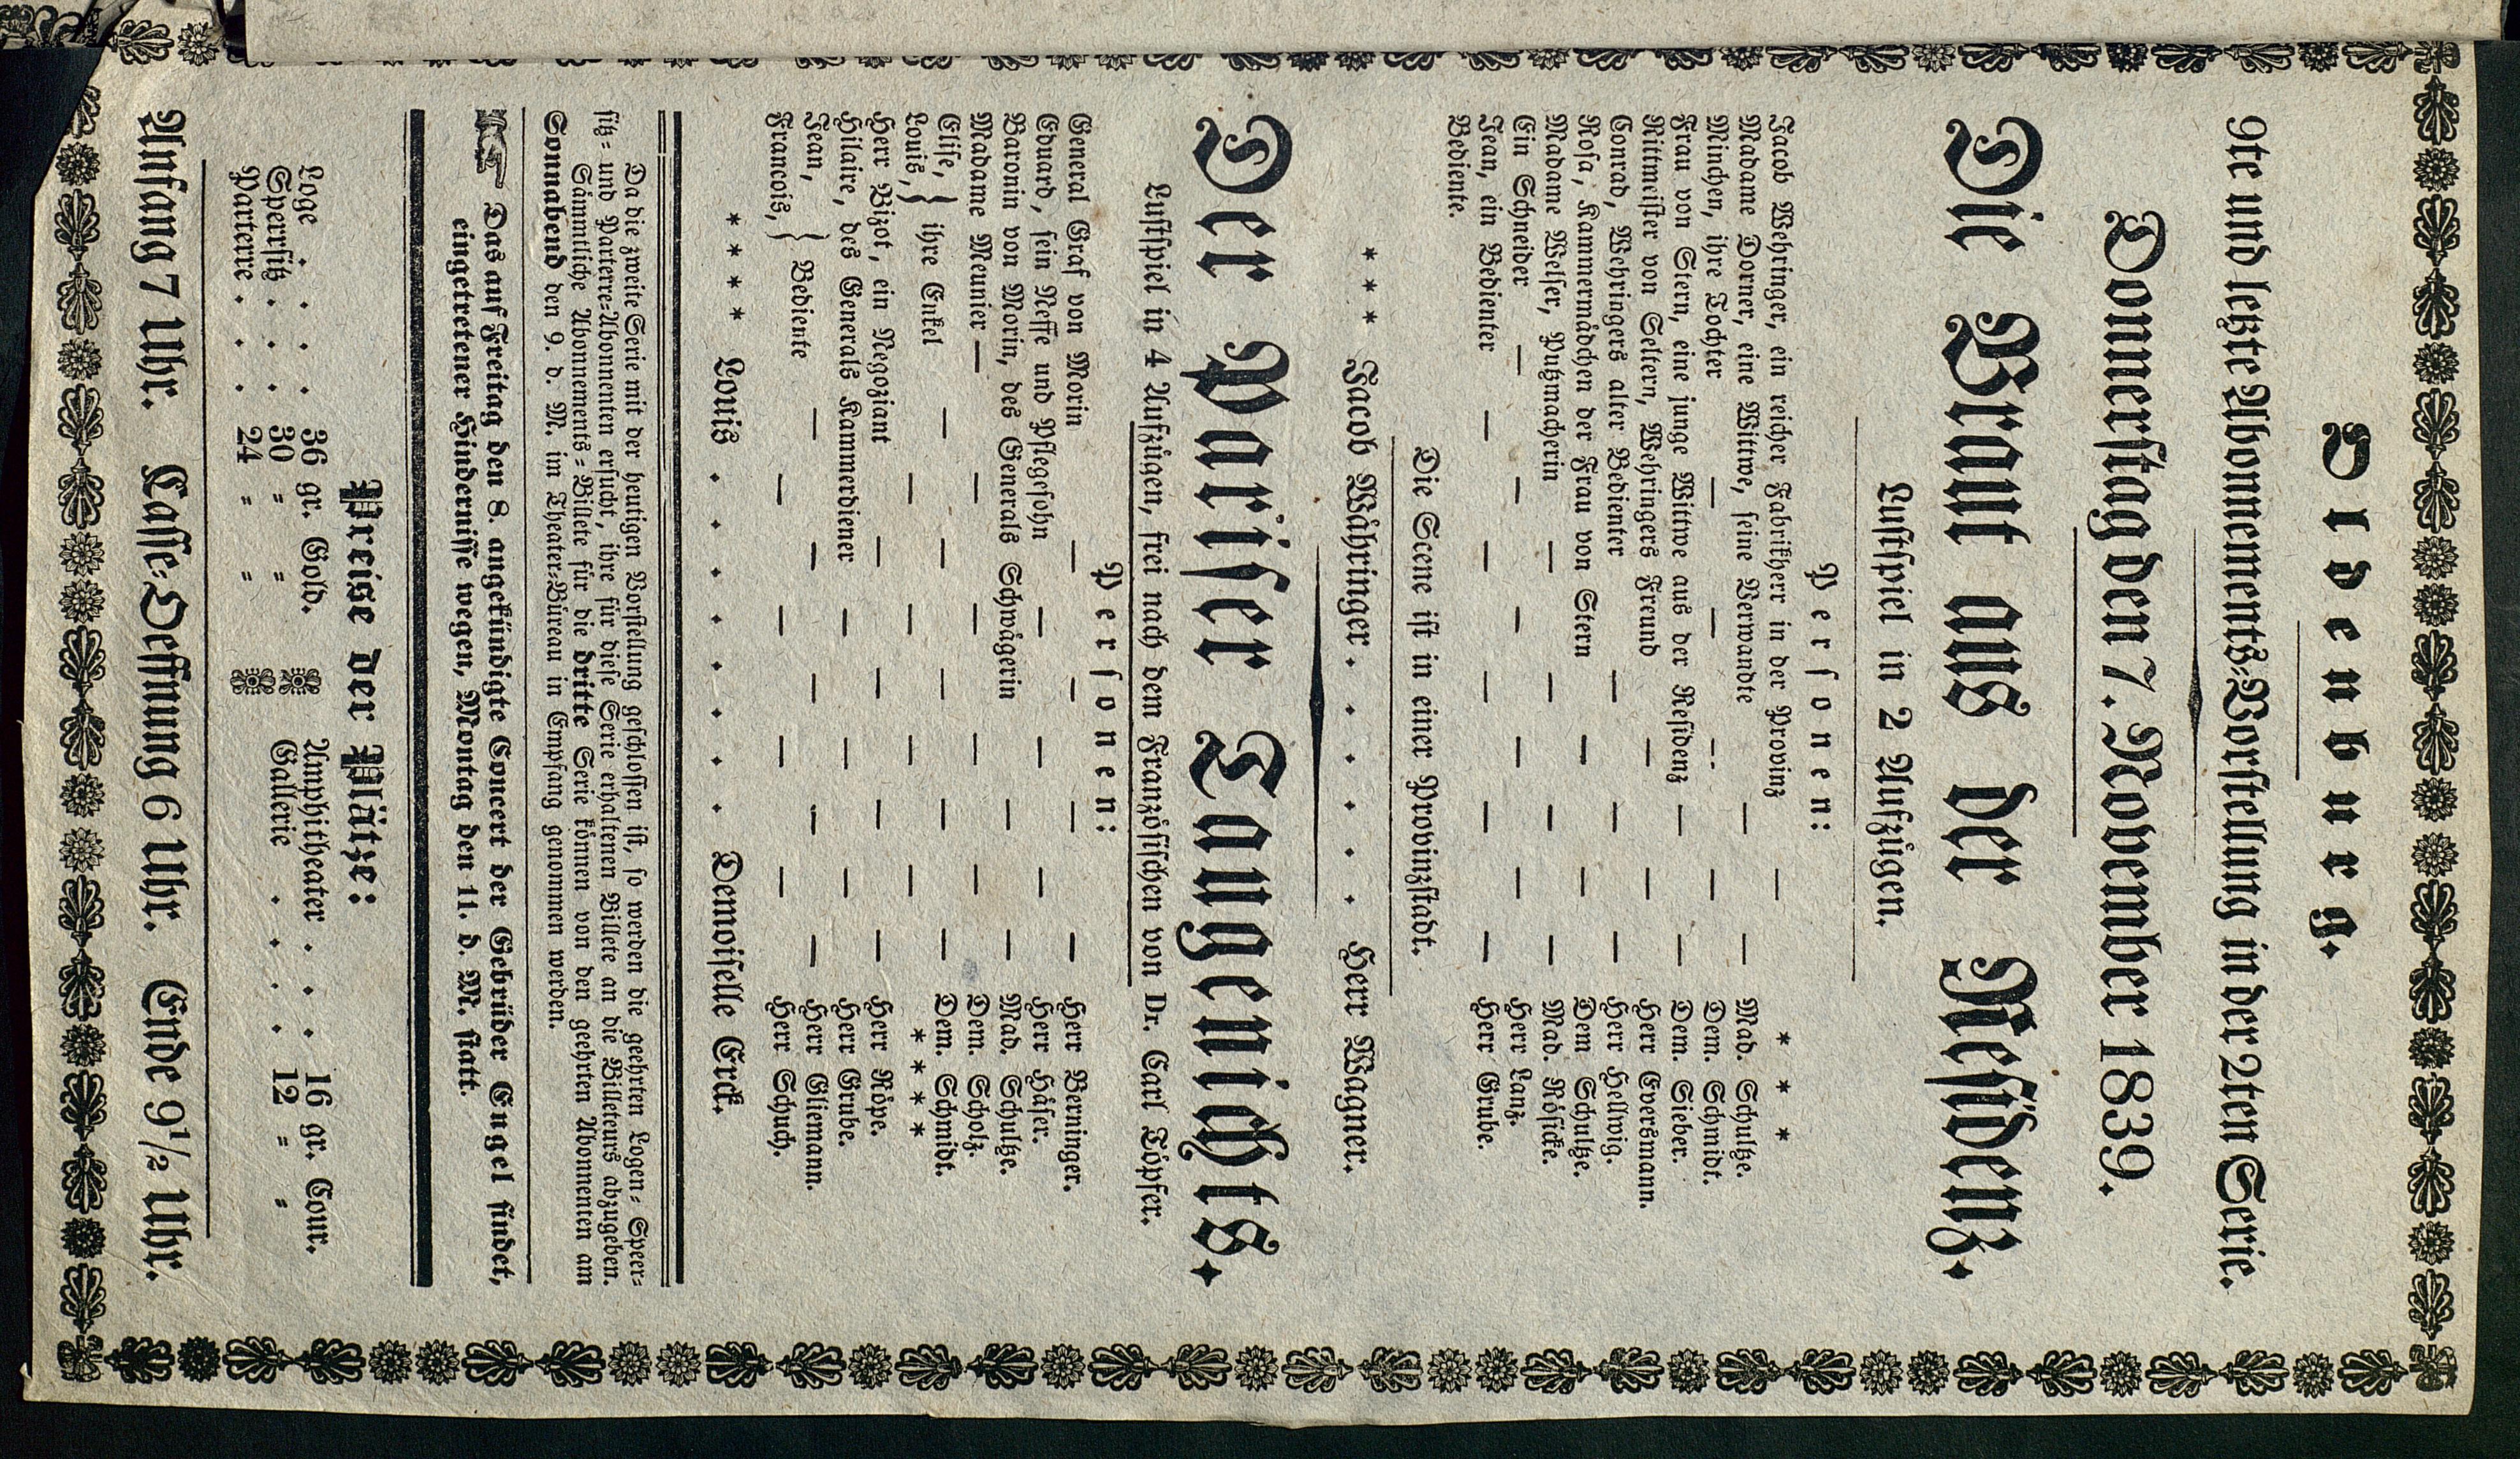 Oldenburg.
9te und letzte Abonnements-Vorstellung in der 2ten Serie.
Donnerstag den 7. November 1839.
Die Braut aus der Residenz.
Lustspiel in 2 Aufzügen.
Personen:
Jacob Wehringer, ein reicher Fabrikherr in der Provinz — * * *
Madame Dorner, eine Wittwe, seine Verwandte — — Mad. Schultze.
Minchen, ihre Tochter — — -- — Dem. Schmidt.
Frau von Stern, eine junge Wittwe aus der Residenz — — Dem. Sieber.
Rittmeister von Seltern, Wehringers Freund — — Herr Eversmann.
Conrad, Wehringers alter Bedienter — — — Herr Hellwig.
Rosa, Kammermädchen der Frau von Stern — — Dem Schultze.
Madame Welser, Putzmacherin — — — — Mad. Rösicke.
Ein Schneider — — — — — Herr Lanz.
Jean, ein Bedienter — — — — — Herr Grube.
Bediente.
Die Scene ist in einer Provinzstadt.
* * * Jacob Währinger . . . . . . Herr Wagner.
Der Pariser Taugenichts.
Lustspiel in 4 Aufzügen, frei nach dem Französischen von Dr. Carl Töpfer.
Personen:
General Graf von Morin — — — — Herr Berninger.
Eduard, sein Neffe und Pflegesohn — — — Herr Häser.
Baronin von Morin, des Generals Schwägerin — — Mad. Schultze.
Madame Meunier — — — — — Dem. Scholz.
Elise, } ihre Enkel — — — — — Dem. Schmidt.
Louis, } — — — — * * * *
Herr Bizot, ein Negoziant — — — — Herr Röpe.
Hilaire, des Generals Kammerdiener — — — Herr Grube.
Jean, } Bediente — — — — — Herr Gliemann.
Francois, } — — — — Herr Schuch.
* * * * Louis . . . . . . . . Demoiselle Erck.
Da die zweite Serie mit der heutigen Vorstellung geschlossen ist, so werden die geehrten Logen- Sper-
sitz- und Parterre-Abonnenten ersucht, ihre für diese Serie erhaltenen Billete an die Billeteurs abzugeben.
Sämmtliche Abonnements-Billete für die dritte Serie können von den geehrten Abonnenten am
Sonnabend den 9. d. M. im Theater-Büreau in Empfang genommen werden.
Das auf Freitag den 8. angekündigte Concert der Gebrüder Engel findet,
eingetretener Hindernisse wegen, Montag den 11. d. M. statt.
Preise der Plätze:
Loge . . . . 36 gr. Gold. Amphitheater . . . 16 gr. Cour.
Sperrsitz . . . 30 " " Gallerie . . . . 12 " "
Parterre . . . 24 " "
Anfang 7 Uhr. Casse-Oeffnung 6 Uhr. Ende 9½ Uhr.